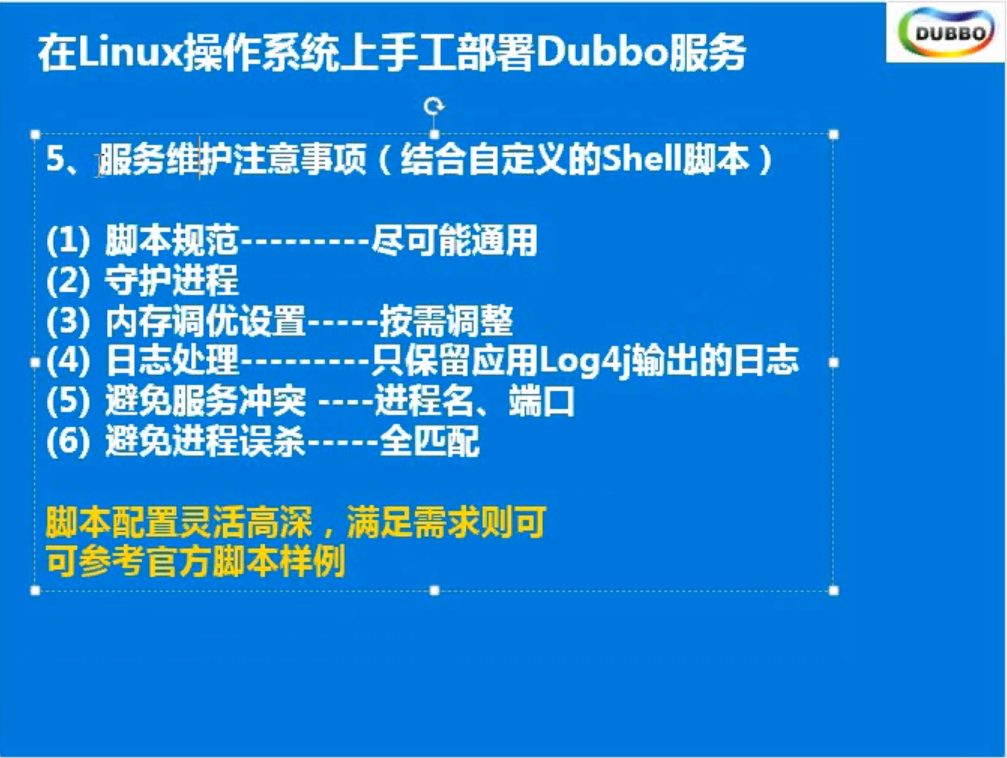 在Linux操作系统上手工部署Dubbo服务
DUBBO
5、服务维护注意事项（结合自定义的Shell脚本）
(1) 脚本规范---------尽可能通用
(2) 守护进程
(3) 内存调优设置-----按需调整
(4) 日志处理---------只保留应用Log4j输出的日志
(5) 避免服务冲突 ----进程名、端口
(6) 避免进程误杀-----全匹配
脚本配置灵活高深，满足需求则可
可参考官方脚本样例